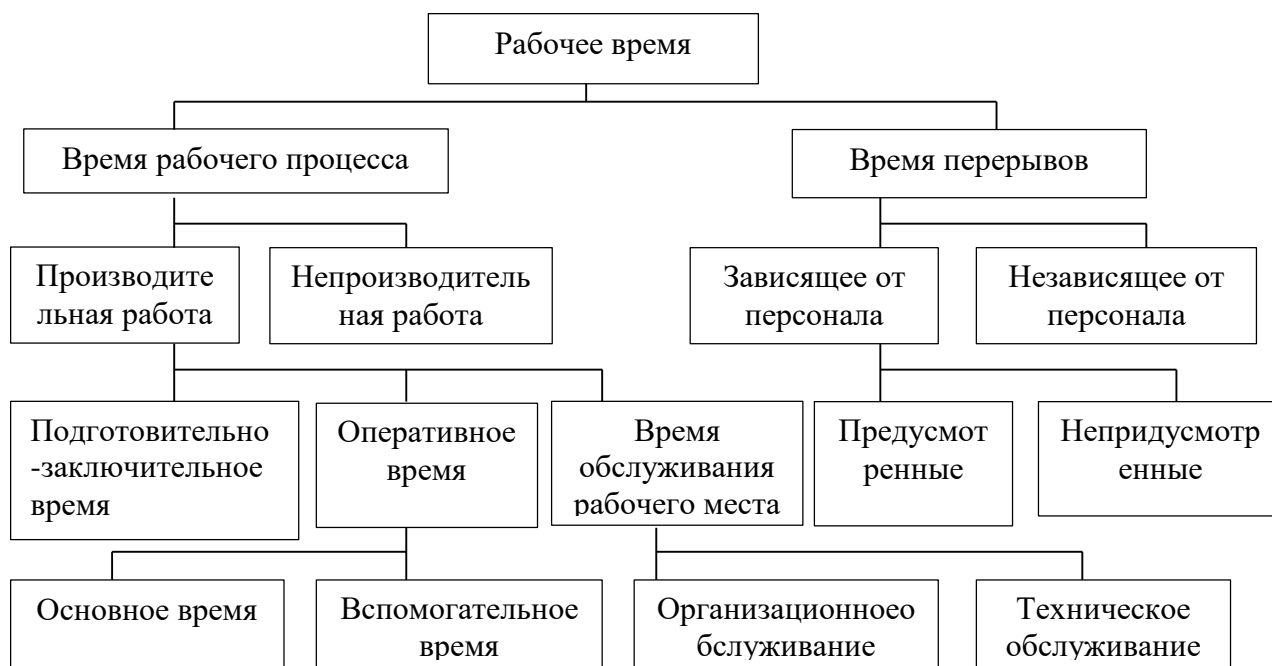 Рабочее время
Время рабочего процесса
Время перерывов
Производите
льная работа
Непроизводитель
ная работа
Зависящее от
персонала
Независящее от
персонала
Подготовительно
-заключительное
время
Оперативное
время
Время
обслуживания
рабочего места
Предусмот
ренные
Непридусмотр
енные
Основное время
Вспомогательное
время
Организационноео
бслуживание
Техническое
обслуживание